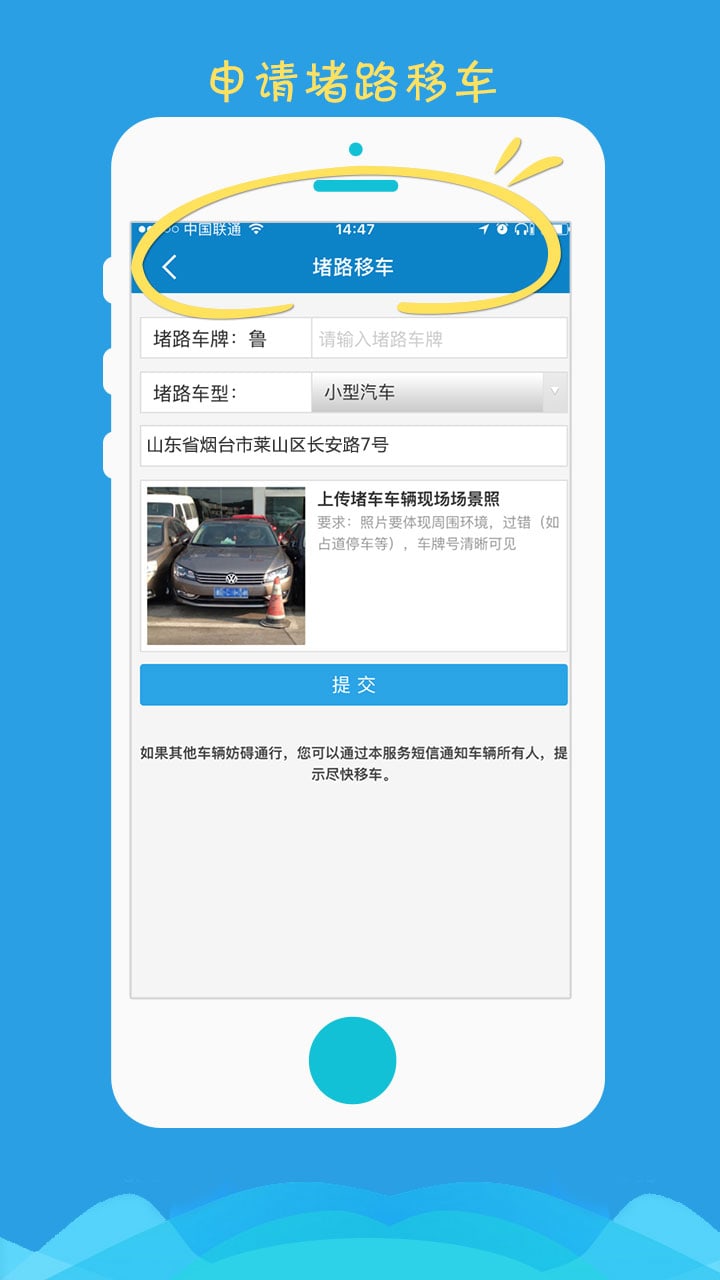 申请堵路移车
中国联通 14:47
堵路移车
堵路车牌：鲁 请输入堵路车牌
堵路车型： 小型汽车
山东省烟台市莱山区长安路7号
上传堵车车辆现场场景照
要求：照片要体现周围环境，过错（如
占道停车等），车牌号清晰可见
提 交
如果其他车辆妨碍通行，您可以通过本服务短信通知车辆所有人，提
示尽快移车。